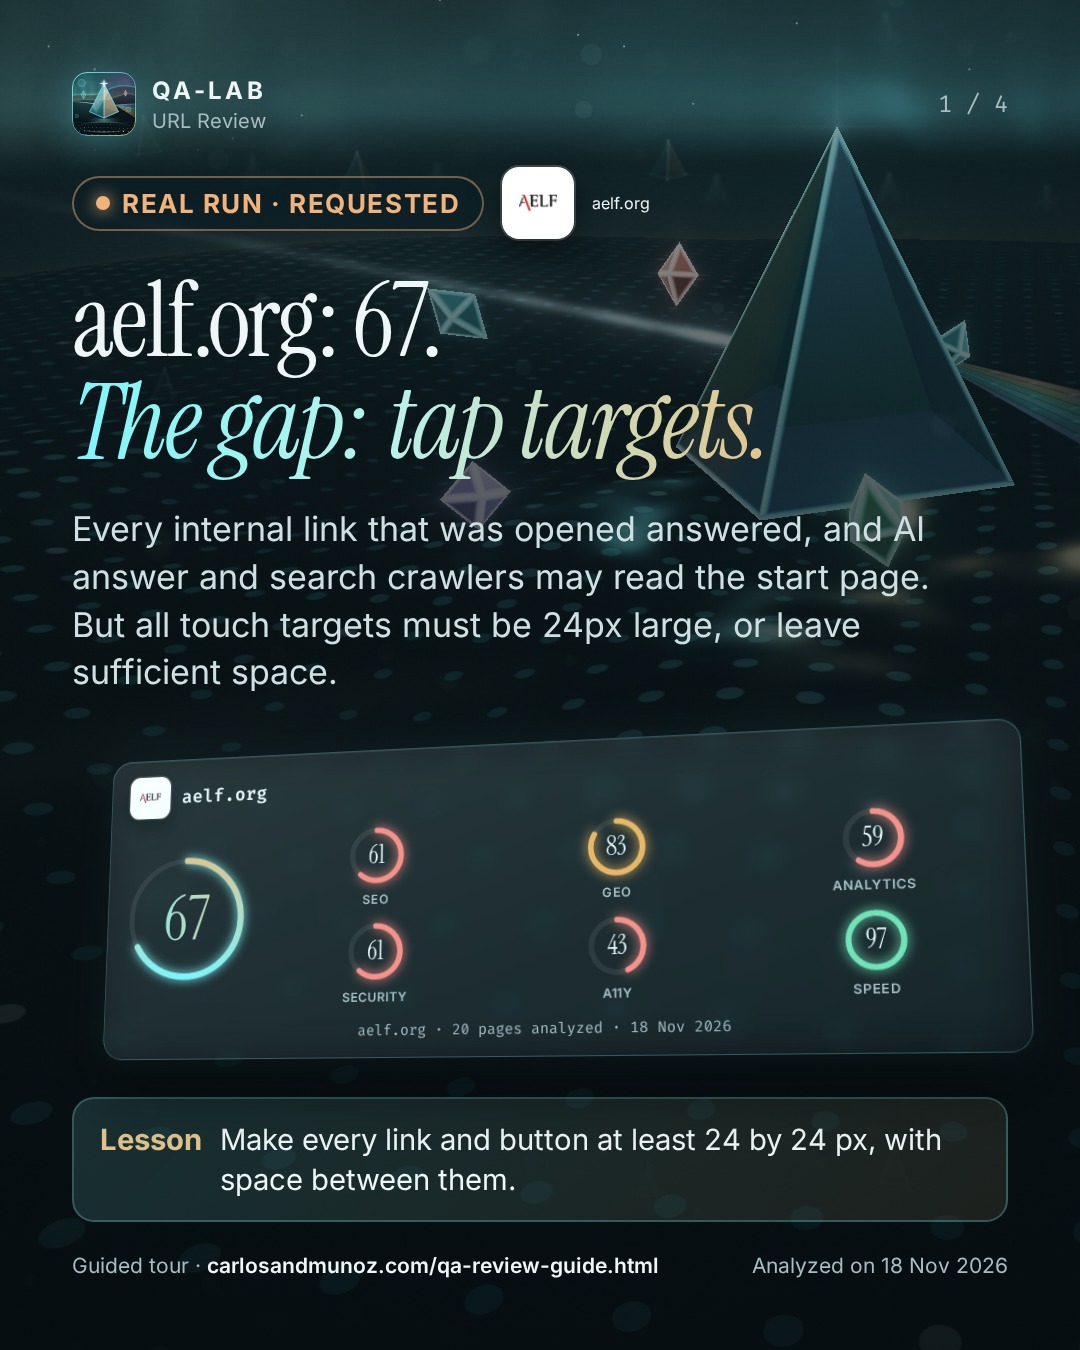 QA-LAB
URL Review
1 / 4
REAL RUN · REQUESTED
AELF
aelf.org
aelf.org: 67.
The gap: tap targets.
Every internal link that was opened answered, and AI
answer and search crawlers may read the start page.
But all touch targets must be 24px large, or leave
sufficient space.
AELF
aelf.org
67
61
SEO
83
GEO
59
ANALYTICS
61
SECURITY
43
A11Y
97
SPEED
aelf.org · 20 pages analyzed · 18 Nov 2026
Lesson
Make every link and button at least 24 by 24 px, with
space between them.
Guided tour · carlosandmunoz.com/qa-review-guide.html
Analyzed on 18 Nov 2026